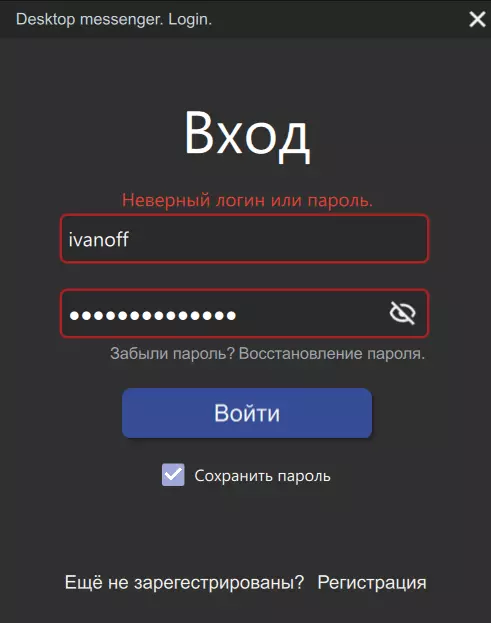 Desktop messenger. Login.
Вход
Неверный логин или пароль.
ivanoff
••••••••••••••
Забыли пароль? Восстановление пароля.
Войти
Сохранить пароль
Ещё не зарегестрированы? Регистрация